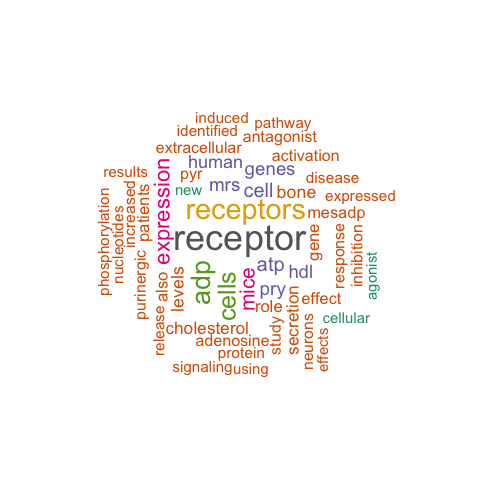 induced
pathway
identified
antagonist
extracellular
human
genes
activation
results
pyr
new
mrs
cell
bone
disease
expressed
expression
receptors
mesadp
receptor
phosphorylation
nucleotides
increased
patients
purinergic
gene
response
inhibition
agonist
adp
cells
mice
atp
hdl
pry
levels
also
release
role
effect
secretion
cellular
cholesterol
adenosine
study
neurons
effects
protein
signaling
using